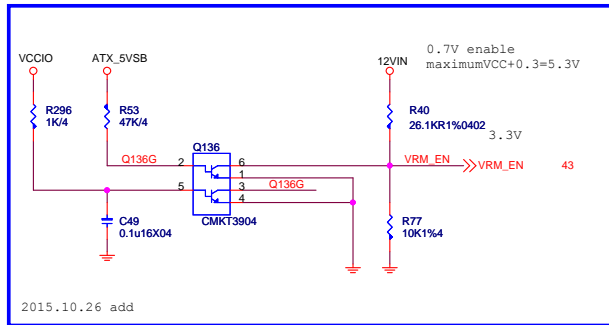 0.7V enable
maximumVCC+0.3=5.3V
VCCIO
ATX_5VSB
12VIN
R296
1K/4
R53
47K/4
R40
26.1KR1%0402
3.3V
Q136
Q136G
2
6
VRM_EN
VRM_EN
43
1
5
3
Q136G
4
CMKT3904
C49
0.1u16X04
R77
10K1%4
2015.10.26 add